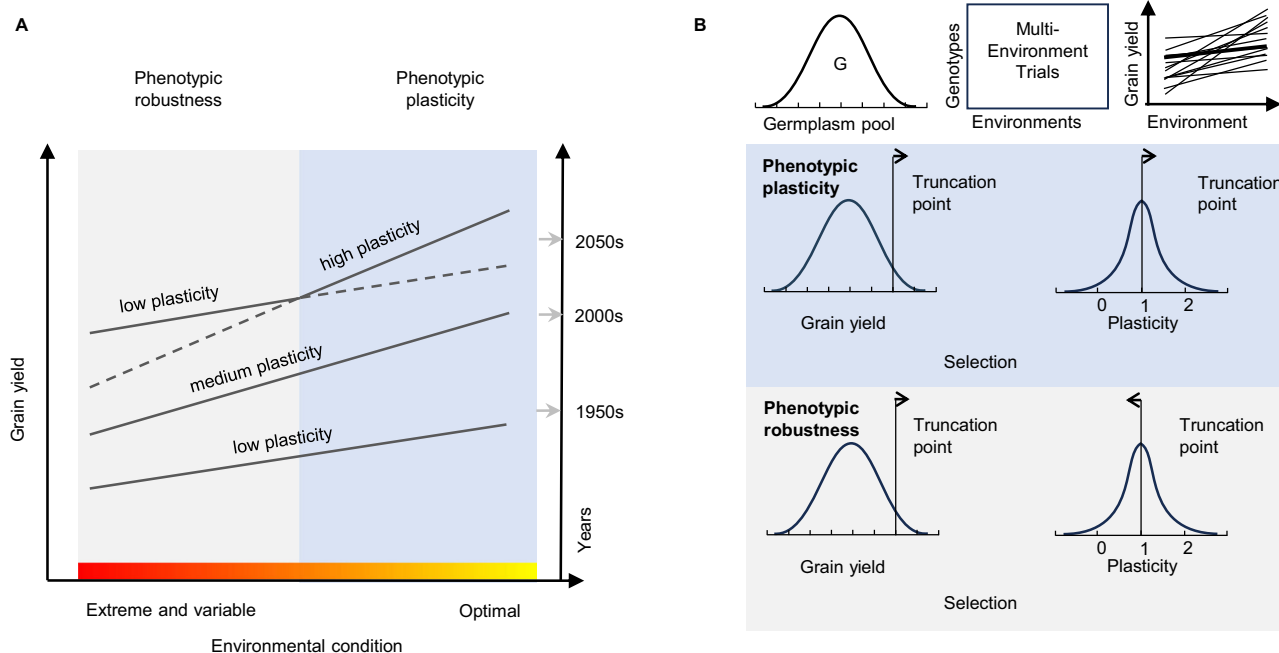 A
Phenotypic
robustness
Phenotypic
plasticity
Grain yield
low plasticity
high plasticity
medium plasticity
low plasticity
2050s
2000s
1950s
Years
Extreme and variable
Optimal
Environmental condition
B
G
Germplasm pool
Genotypes
Multi-
Environment
Trials
Environments
Grain yield
Environment
Phenotypic
plasticity
Truncation
point
Grain yield
Truncation
point
0 1 2
Plasticity
Selection
Phenotypic
robustness
Truncation
point
Grain yield
Truncation
point
0 1 2
Plasticity
Selection